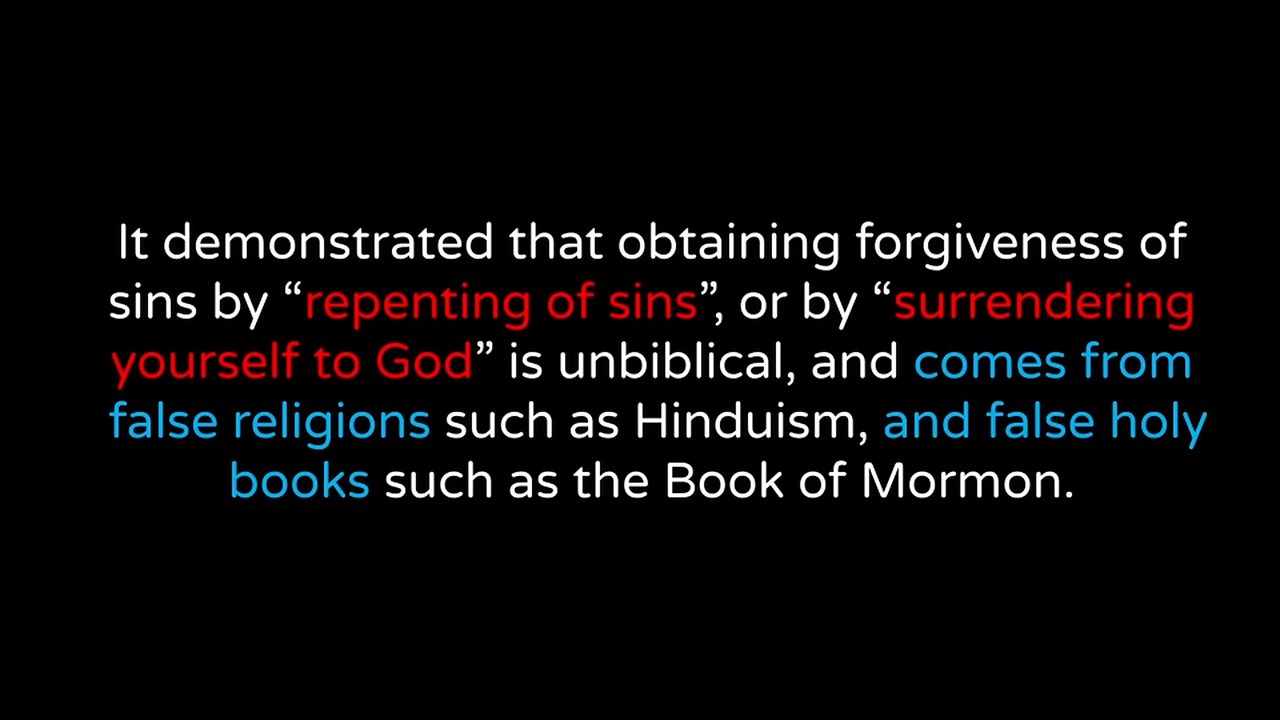 It demonstrated that obtaining forgiveness of
sins by “repenting of sins”, or by “surrendering
yourself to God” is unbiblical, and comes from
false religions such as Hinduism, and false holy
books such as the Book of Mormon.